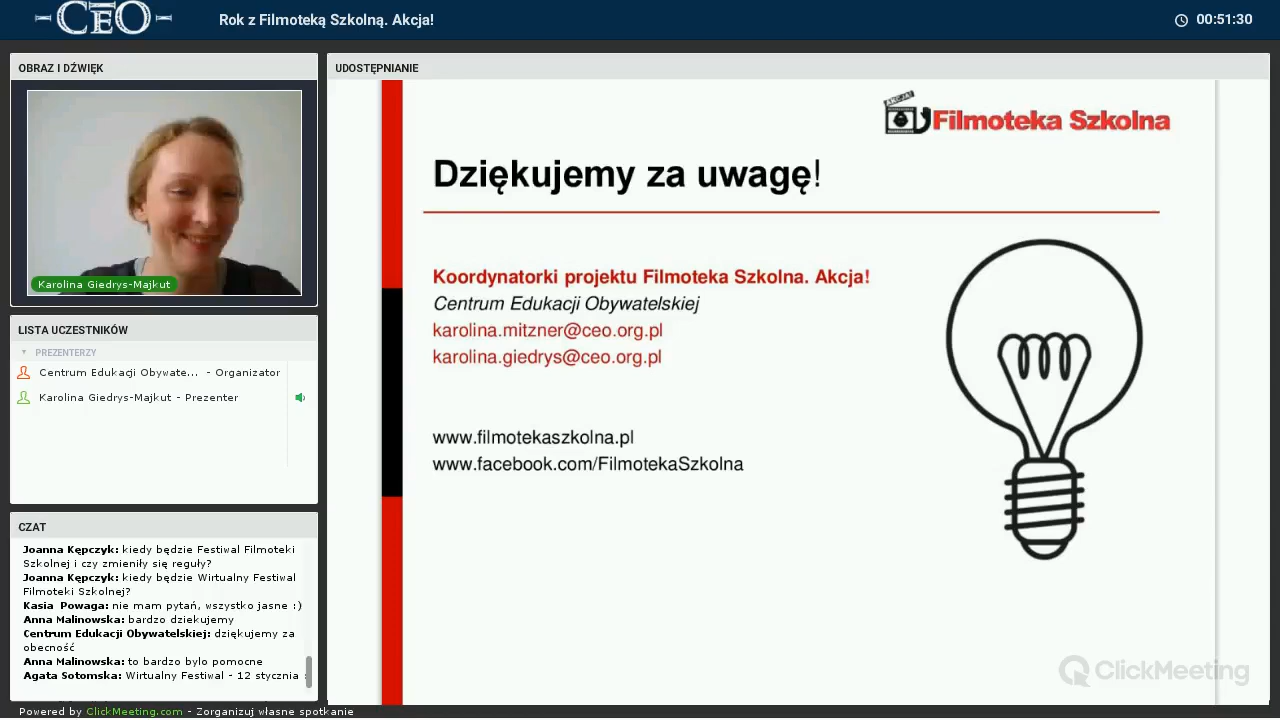 CEO
Rok z Filmoteką Szkolną. Akcja!
00:51:30
OBRAZ I DŹWIĘK
Karolina Giedrys-Majkut
LISTA UCZESTNIKÓW
PREZENTERZY
Centrum Edukacji Obywate... - Organizator
Karolina Giedrys-Majkut - Prezenter
CZAT
Joanna Kępczyk: kiedy będzie Festiwal Filmoteki
Szkolnej i czy zmieniły się reguły?
Joanna Kępczyk: kiedy będzie Wirtualny Festiwal
Filmoteki Szkolnej?
Kasia Powaga: nie mam pytań, wszystko jasne :)
Anna Malinowska: bardzo dziekujemy
Centrum Edukacji Obywatelskiej: dziękujemy za
obecność
Anna Malinowska: to bardzo bylo pomocne
Agata Sotomska: Wirtualny Festiwal - 12 stycznia :
Powered by ClickMeeting.com - Zorganizuj własne spotkanie
UDOSTĘPNIANIE
AKCJA!
Filmoteka Szkolna
Dziękujemy za uwagę!
Koordynatorki projektu Filmoteka Szkolna. Akcja!
Centrum Edukacji Obywatelskiej
karolina.mitzner@ceo.org.pl
karolina.giedrys@ceo.org.pl
www.filmotekaszkolna.pl
www.facebook.com/FilmotekaSzkolna
ClickMeeting